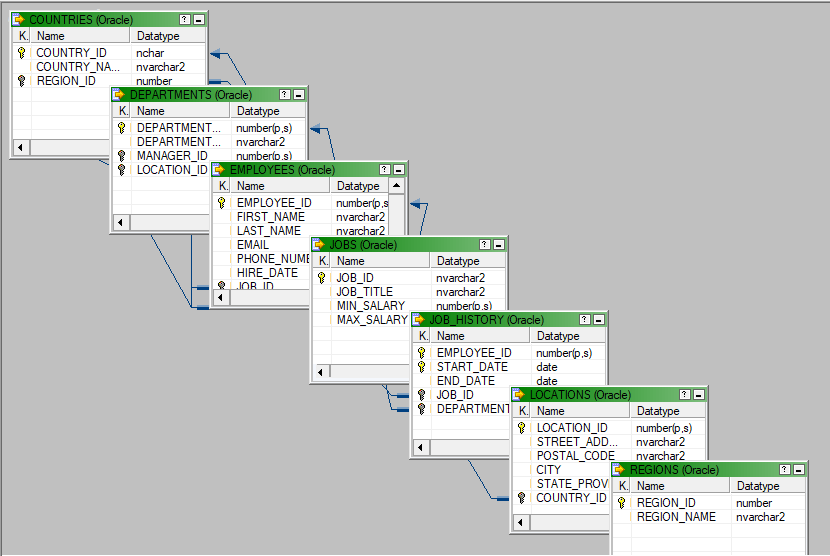 COUNTRIES (Oracle)
K. Name Datatype
COUNTRY_ID nchar
COUNTRY_NA... nvarchar2
REGION_ID number
DEPARTMENTS (Oracle)
K. Name Datatype
DEPARTMENT... number(p,s)
DEPARTMENT... nvarchar2
MANAGER_ID number(p,s)
LOCATION_ID
EMPLOYEES (Oracle)
K. Name Datatype
EMPLOYEE_ID number(p,s
FIRST_NAME nvarchar2
LAST_NAME nvarchar2
EMAIL
PHONE_NUME
HIRE_DATE
JOB_ID
JOBS (Oracle)
K. Name Datatype
JOB_ID nvarchar2
JOB_TITLE nvarchar2
MIN_SALARY number(p,s)
MAX_SALARY
JOB_HISTORY (Oracle)
K. Name Datatype
EMPLOYEE_ID number(p,s)
START_DATE date
END_DATE date
JOB_ID
DEPARTMENT
LOCATIONS (Oracle)
K. Name Datatype
LOCATION_ID number(p,s)
STREET_ADD... nvarchar2
POSTAL_CODE nvarchar2
CITY
STATE_PROVI
COUNTRY_ID
REGIONS (Oracle)
K. Name Datatype
REGION_ID number
REGION_NAME nvarchar2